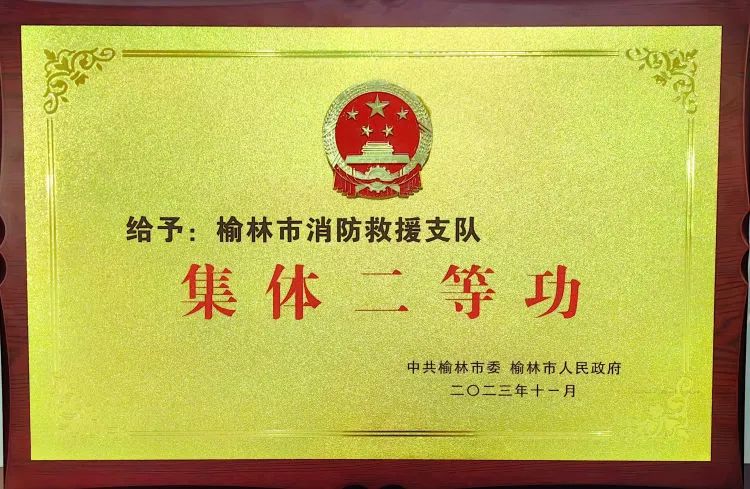 给予：榆林市消防救援支队
集体二等功
中共榆林市委 榆林市人民政府
二〇二三年十一月